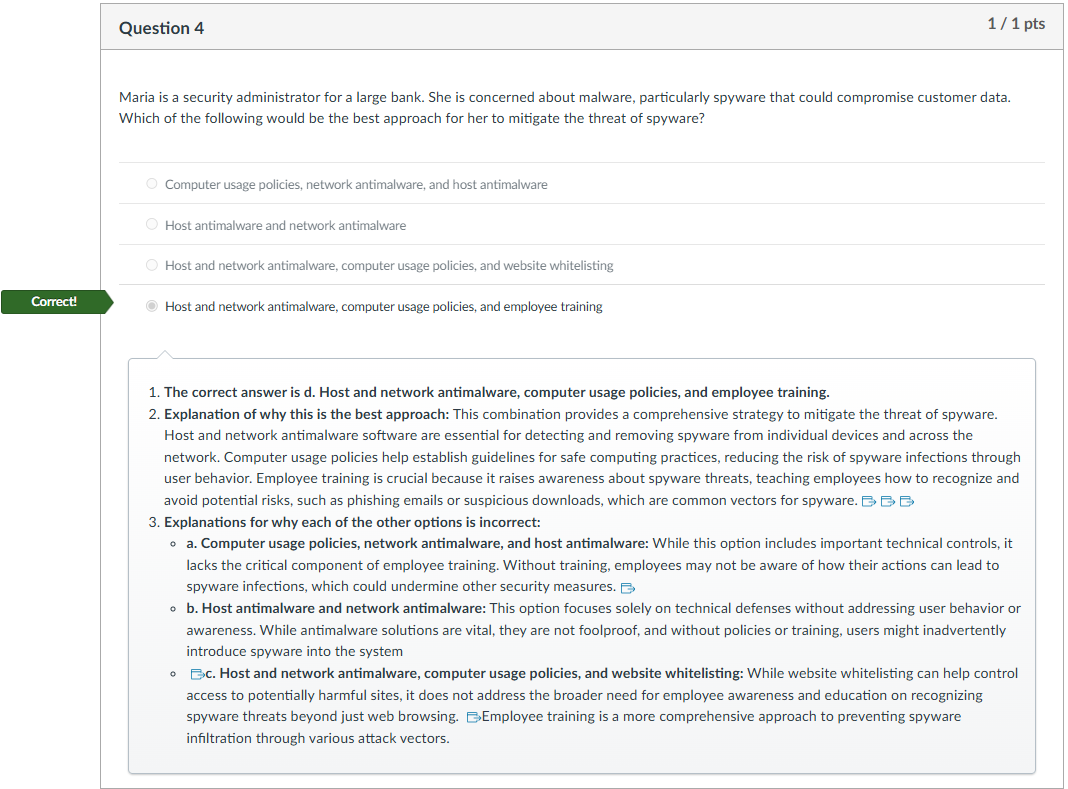 Question 4
1 / 1 pts
Maria is a security administrator for a large bank. She is concerned about malware, particularly spyware that could compromise customer data.
Which of the following would be the best approach for her to mitigate the threat of spyware?
Computer usage policies, network antimalware, and host antimalware
Host antimalware and network antimalware
Host and network antimalware, computer usage policies, and website whitelisting
Correct!
Host and network antimalware, computer usage policies, and employee training
1. The correct answer is d. Host and network antimalware, computer usage policies, and employee training.
2. Explanation of why this is the best approach: This combination provides a comprehensive strategy to mitigate the threat of spyware.
Host and network antimalware software are essential for detecting and removing spyware from individual devices and across the
network. Computer usage policies help establish guidelines for safe computing practices, reducing the risk of spyware infections through
user behavior. Employee training is crucial because it raises awareness about spyware threats, teaching employees how to recognize and
avoid potential risks, such as phishing emails or suspicious downloads, which are common vectors for spyware.
3. Explanations for why each of the other options is incorrect:
a. Computer usage policies, network antimalware, and host antimalware: While this option includes important technical controls, it
lacks the critical component of employee training. Without training, employees may not be aware of how their actions can lead to
spyware infections, which could undermine other security measures.
b. Host antimalware and network antimalware: This option focuses solely on technical defenses without addressing user behavior or
awareness. While antimalware solutions are vital, they are not foolproof, and without policies or training, users might inadvertently
introduce spyware into the system
c. Host and network antimalware, computer usage policies, and website whitelisting: While website whitelisting can help control
access to potentially harmful sites, it does not address the broader need for employee awareness and education on recognizing
spyware threats beyond just web browsing. Employee training is a more comprehensive approach to preventing spyware
infiltration through various attack vectors.